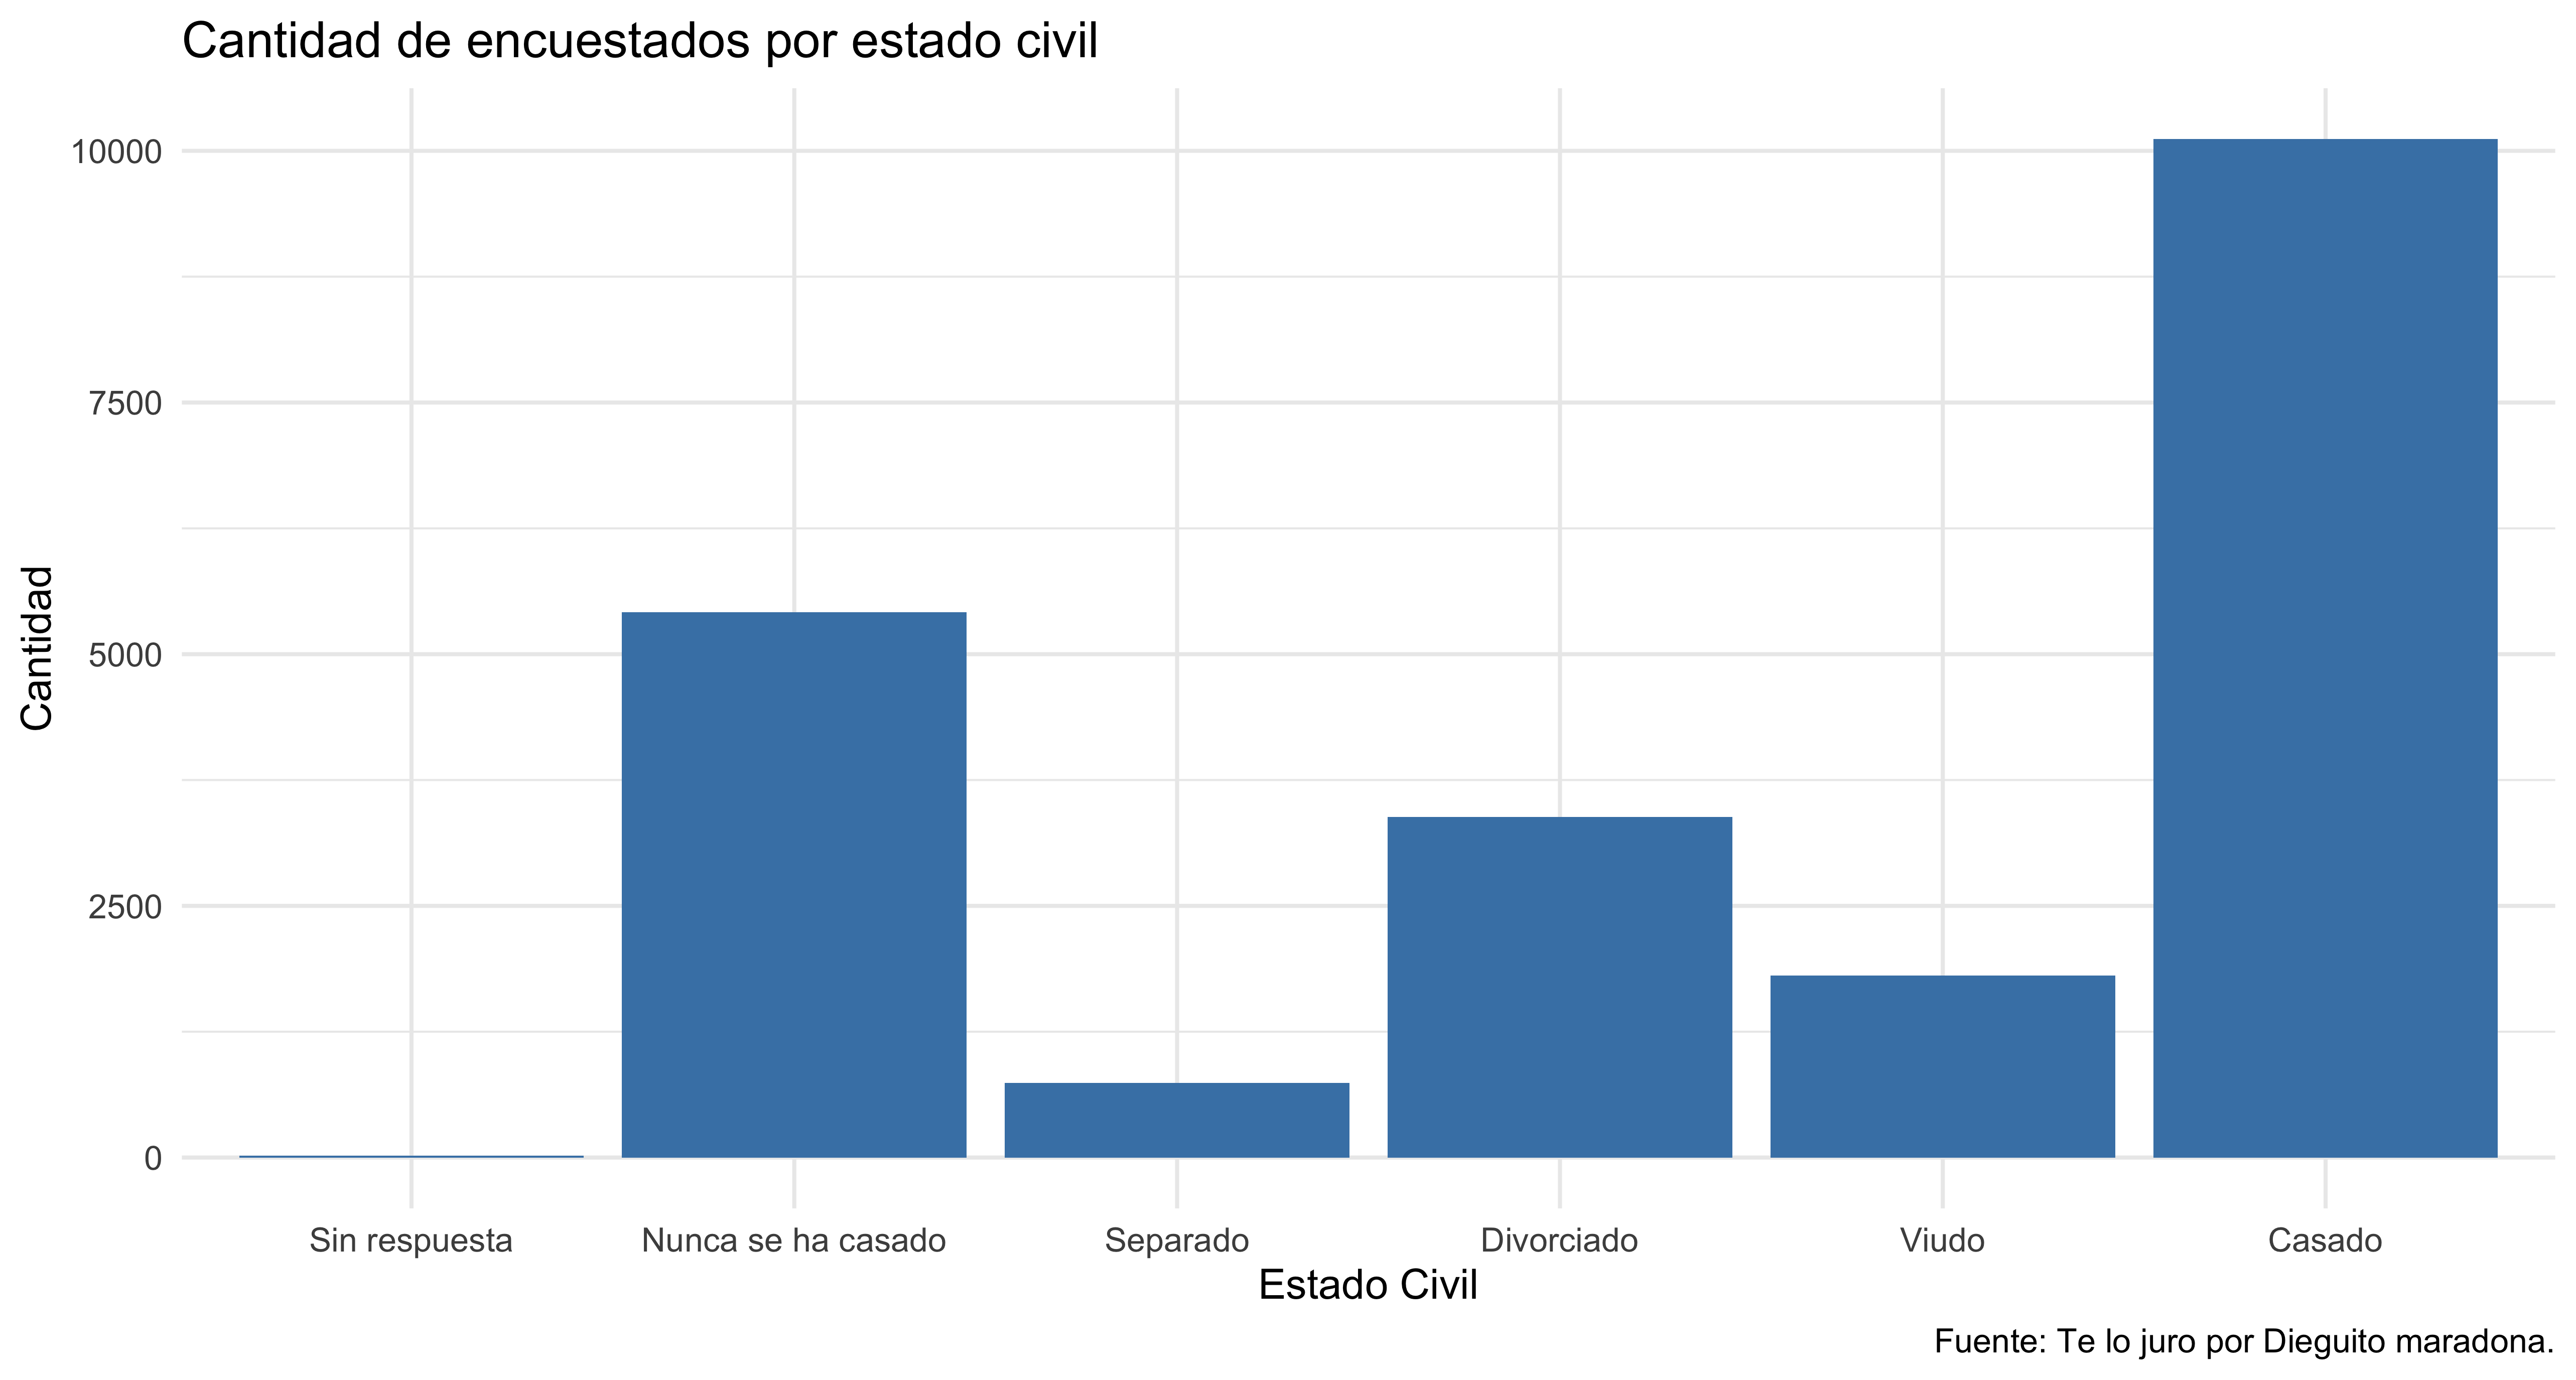 Cantidad de encuestados por estado civil
Cantidad
10000
7500
5000
2500
0
Sin respuesta
Nunca se ha casado
Separado
Divorciado
Viudo
Casado
Estado Civil
Fuente: Te lo juro por Dieguito maradona.